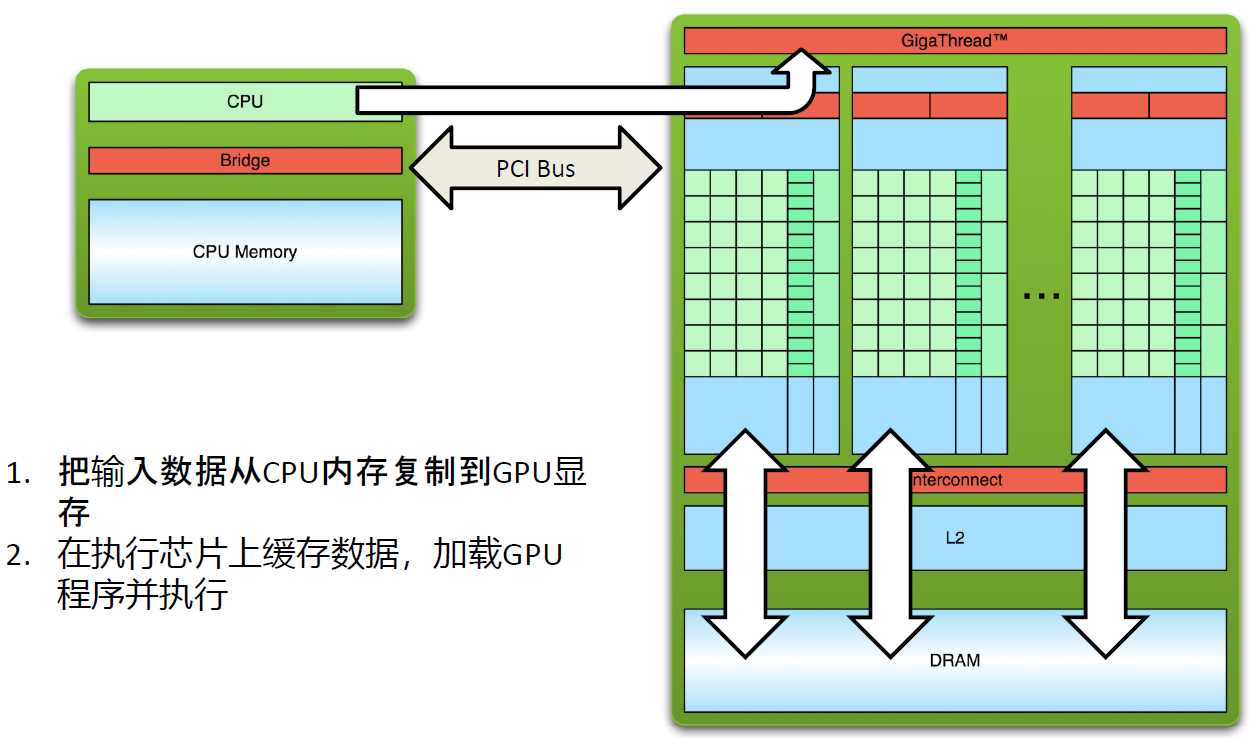 GigaThread™
CPU
Bridge
PCI Bus
CPU Memory
...
1. 把输入数据从CPU内存复制到GPU显
存
2. 在执行芯片上缓存数据，加载GPU
程序并执行
Interconnect
L2
DRAM